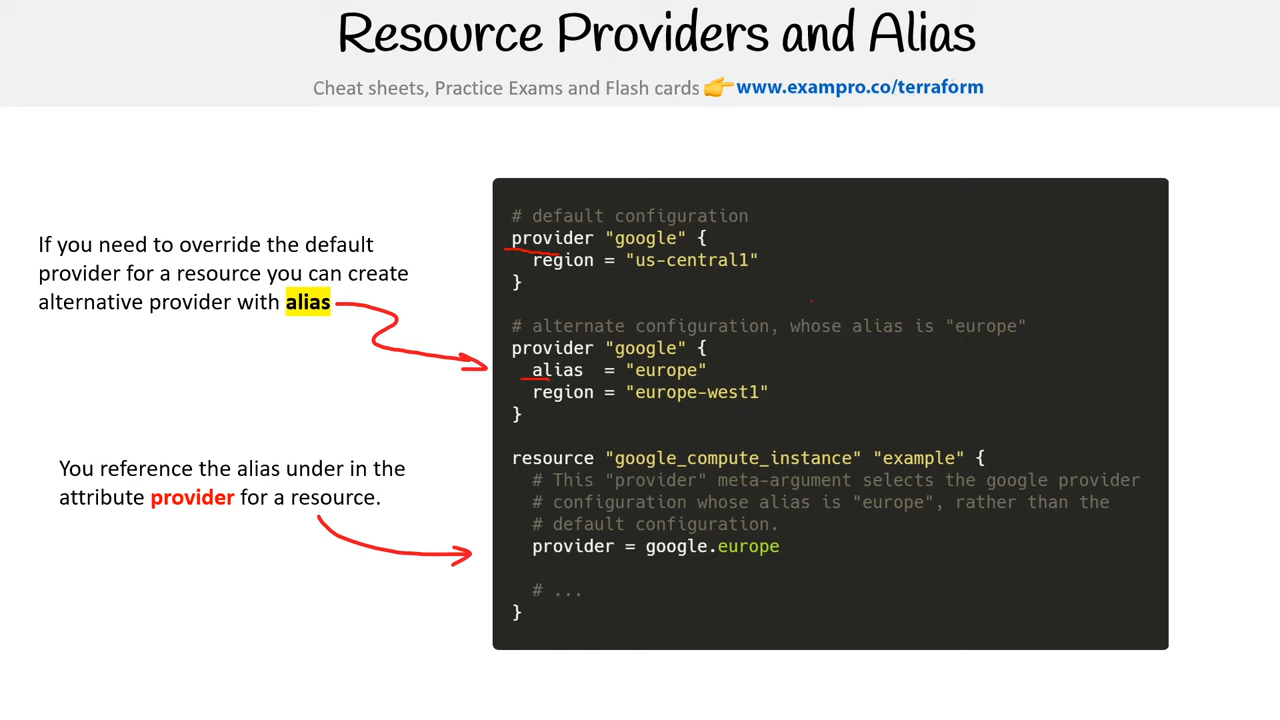 Resource Providers and Alias
Cheat sheets, Practice Exams and Flash cards 👉 www.exampro.co/terraform
If you need to override the default
provider for a resource you can create
alternative provider with alias
You reference the alias under in the
attribute provider for a resource.
# default configuration
provider "google" {
  region = "us-central1"
}
# alternate configuration, whose alias is "europe"
provider "google" {
  alias  = "europe"
  region = "europe-west1"
}
resource "google_compute_instance" "example" {
  # This "provider" meta-argument selects the google provider
  # configuration whose alias is "europe", rather than the
  # default configuration.
  provider = google.europe
  # ...
}